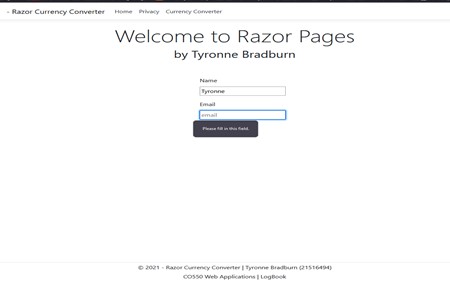 - Razor Currency Converter Home Privacy Currency Converter
Welcome to Razor Pages
by Tyronne Bradburn
Name
Tyronne
Email
email
Please fill in this field.
© 2021 - Razor Currency Converter | Tyronne Bradburn (21516494)
CO550 Web Applications | LogBook